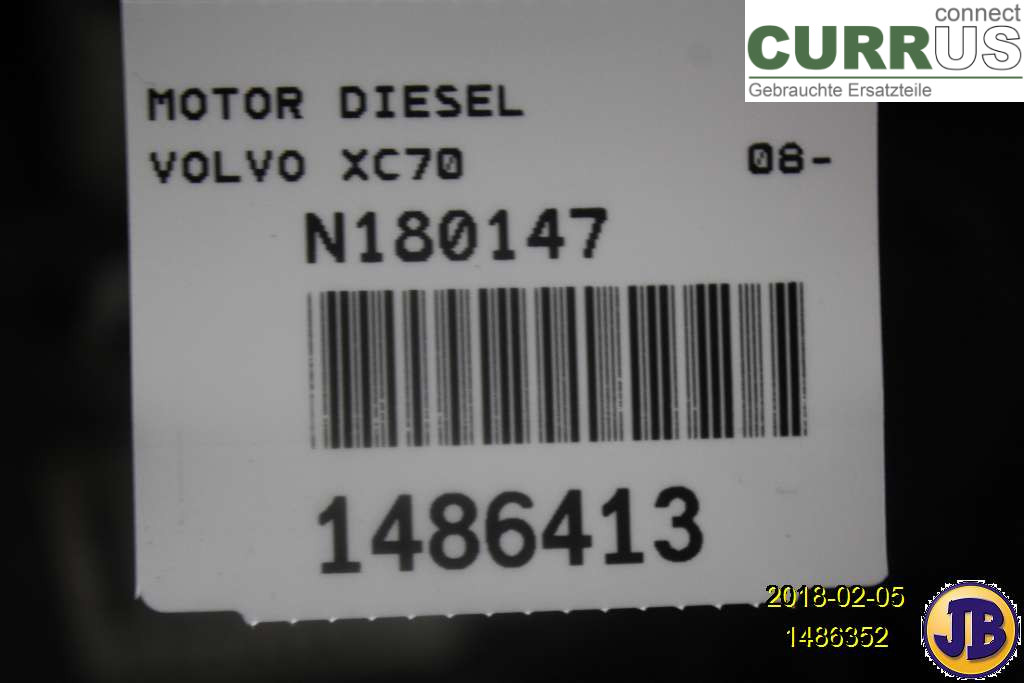 connect
CURRUS
Gebrauchte Ersatzteile
MOTOR DIESEL
VOLVO XC70 08-
N180147
1486413
2018-02-05
1486352
JB